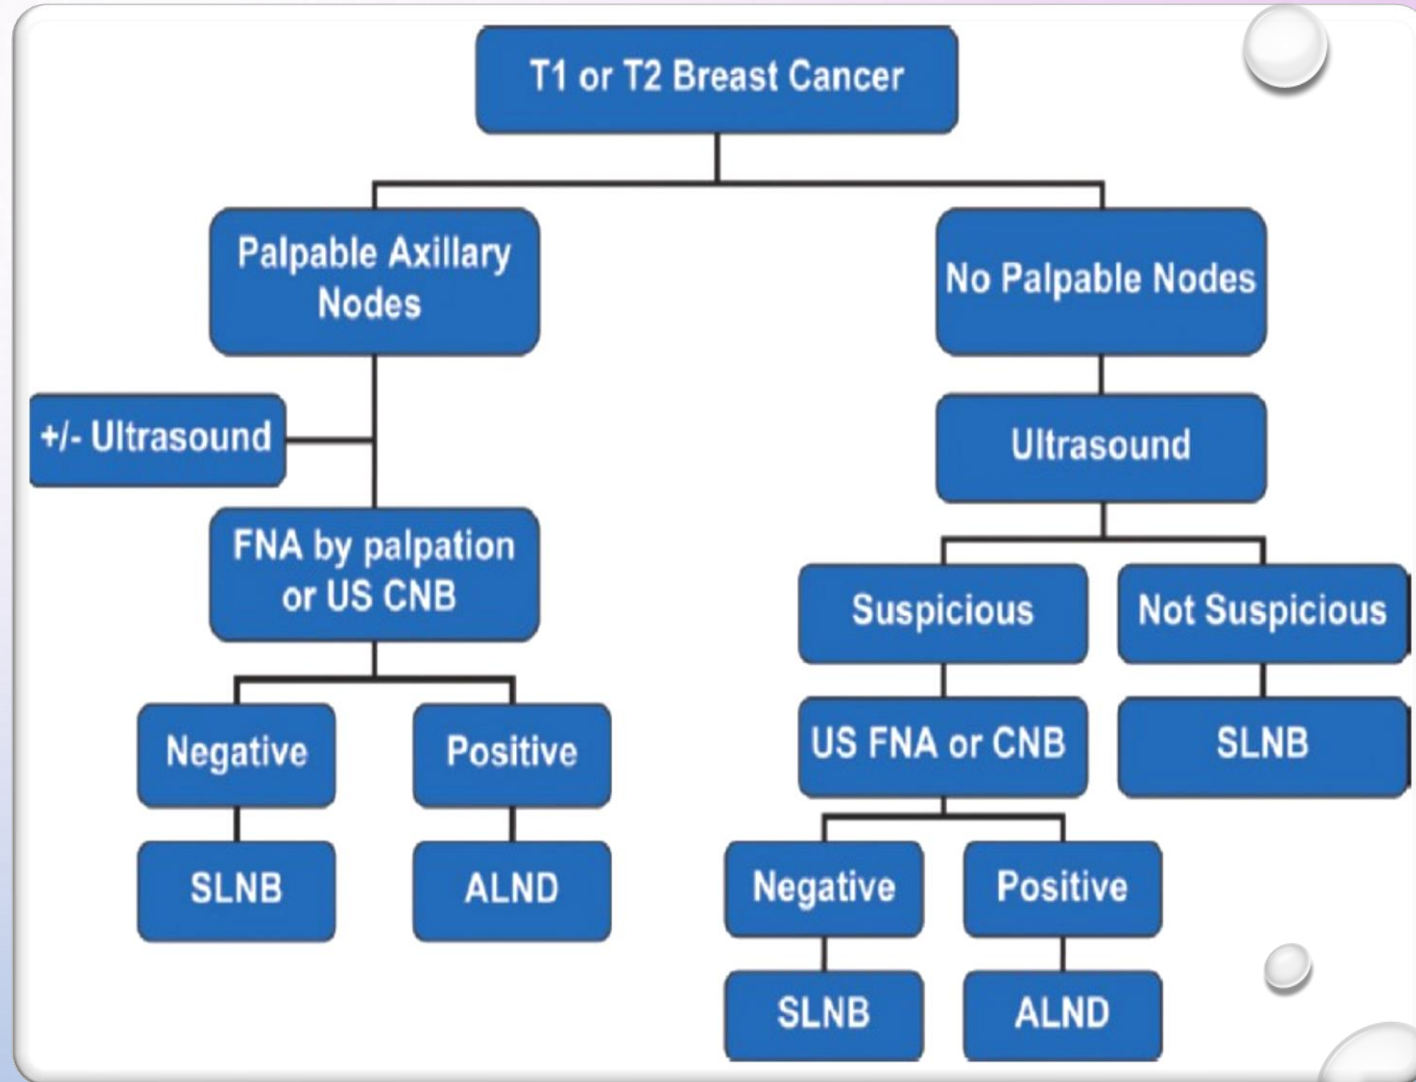 T1 or T2 Breast Cancer
Palpable Axillary
Nodes
No Palpable Nodes
+/- Ultrasound
Ultrasound
FNA by palpation
or US CNB
Suspicious
Not Suspicious
Negative
Positive
US FNA or CNB
SLNB
SLNB
ALND
Negative
Positive
SLNB
ALND